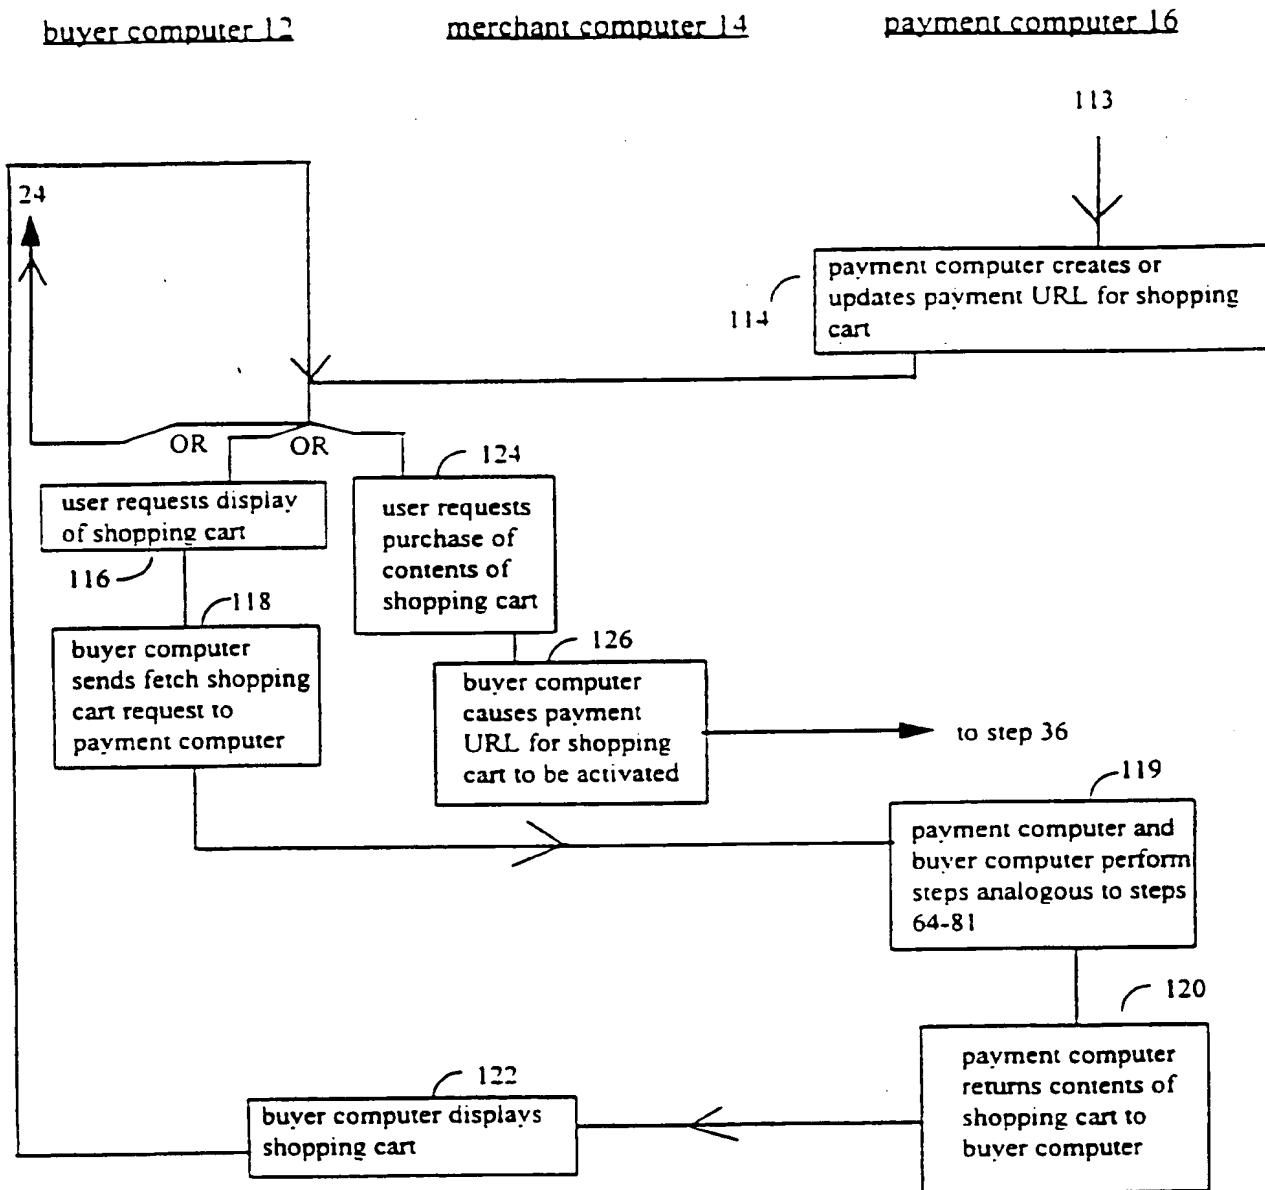 buyer computer 12
merchant computer 14
payment computer 16
113
24
payment computer creates or
updates payment URL for shopping
cart
114
OR
OR
124
user requests display
of shopping cart
116
user requests
purchase of
contents of
shopping cart
118
buyer computer
sends fetch shopping
cart request to
payment computer
126
buyer computer
causes payment
URL for shopping
cart to be activated
to step 36
119
payment computer and
buyer computer perform
steps analogous to steps
64-81
120
payment computer
returns contents of
shopping cart to
buyer computer
122
buyer computer displays
shopping cart